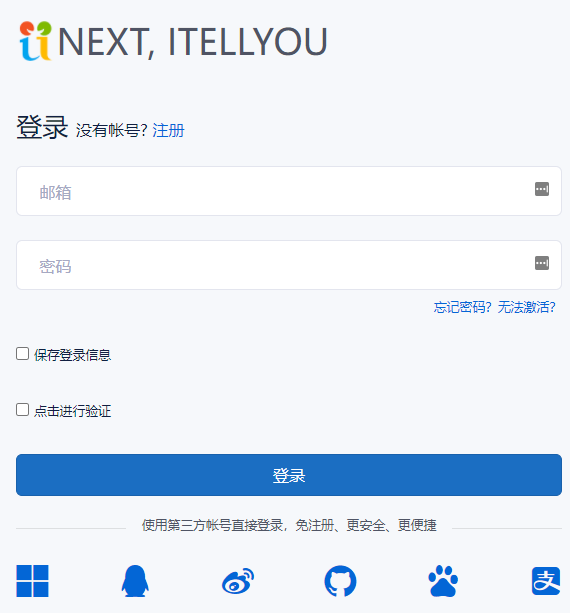 NEXT, ITELLYOU
登录 没有帐号? 注册
邮箱
密码
忘记密码? 无法激活?
保存登录信息
点击进行验证
登录
使用第三方帐号直接登录，免注册、更安全、更便捷
支